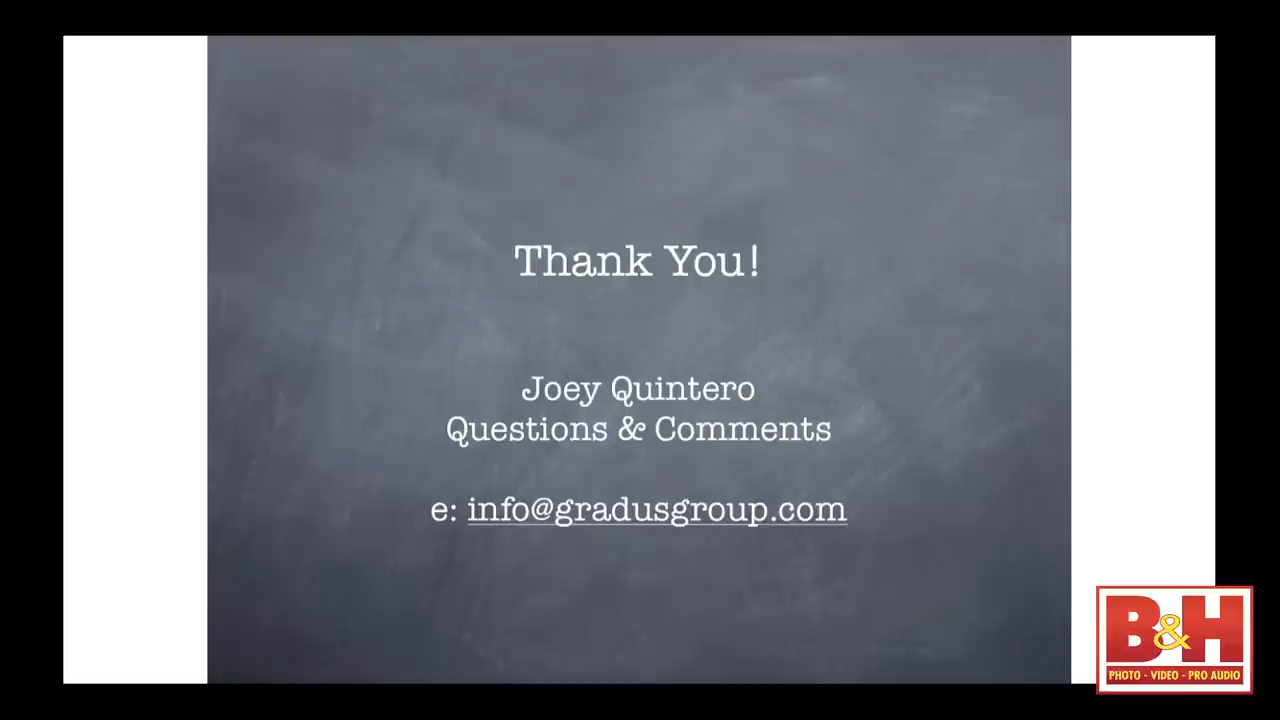 Thank You!
Joey Quintero
Questions & Comments
e: info@gradusgroup.com
B&H
PHOTO - VIDEO - PRO AUDIO